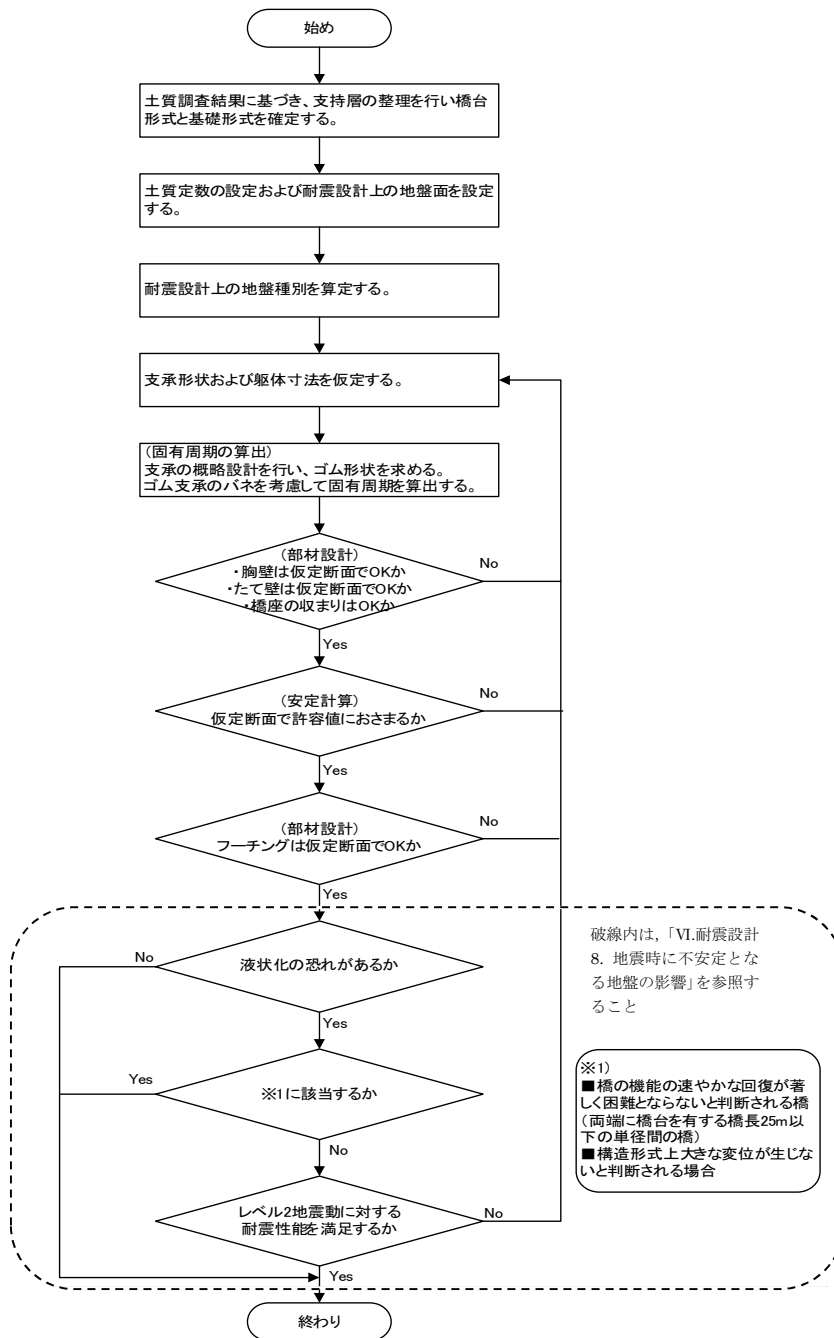 始め
土質調査結果に基づき、支持層の整理を行い橋台
形式と基礎形式を確定する。
土質定数の設定および耐震設計上の地盤面を設定
する。
耐震設計上の地盤種別を算定する。
支承形状および躯体寸法を仮定する。
(固有周期の算出)
支承の概略設計を行い、ゴム形状を求める。
ゴム支承のバネを考慮して固有周期を算出する。
(部材設計)
・胸壁は仮定断面でOKか
・たて壁は仮定断面でOKか
・橋座の収まりはOKか
No
Yes
(安定計算)
仮定断面で許容値におさまるか
No
Yes
(部材設計)
フーチングは仮定断面でOKか
No
Yes
破線内は,「Ⅵ.耐震設計
8. 地震時に不安定とな
る地盤の影響」を参照す
ること
液状化の恐れがあるか
No
Yes
※1に該当するか
Yes
No
※1)
■橋の機能の速やかな回復が著
しく困難とならないと判断される橋
(両端に橋台を有する橋長25m以
下の単径間の橋)
■構造形式上大きな変位が生じな
いと判断される場合
レベル2地震動に対する
耐震性能を満足するか
No
Yes
終わり